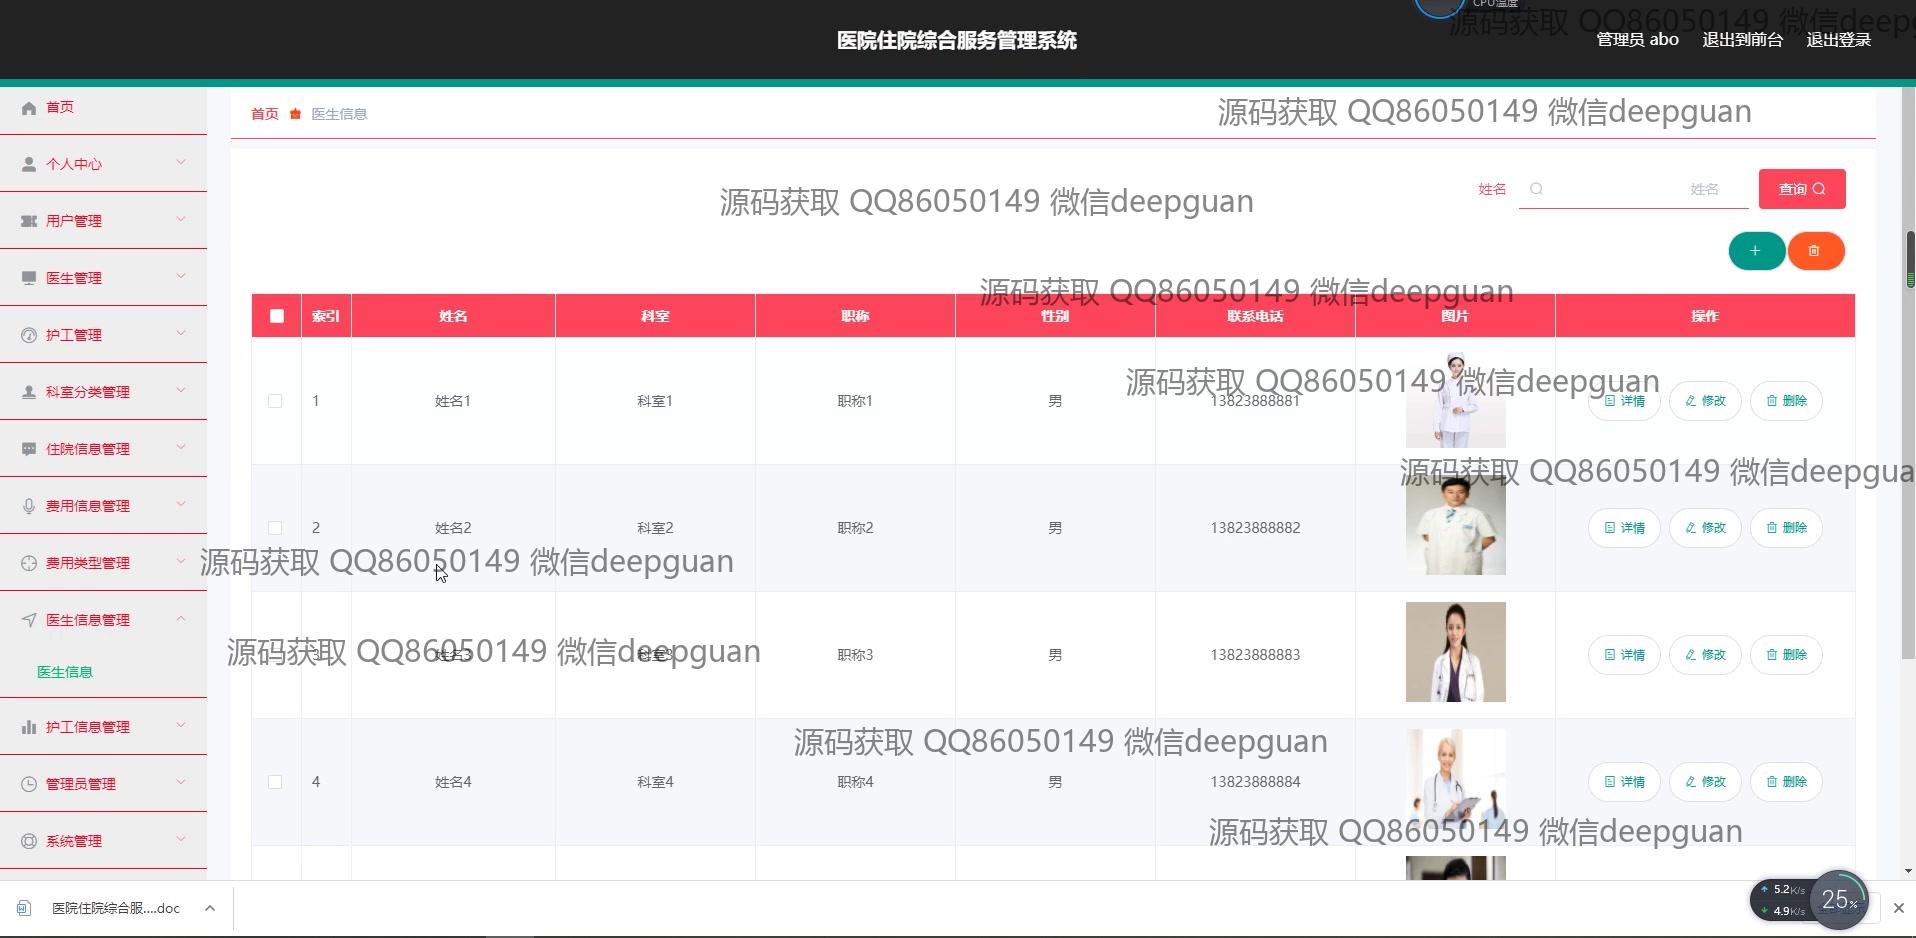 CPU温度
源码获取 QQ86050149 微信deep
医院住院综合服务管理系统
管理员 abo 退出到前台 退出登录
首页
个人中心
用户管理
医生管理
护工管理
科室分类管理
住院信息管理
费用信息管理
费用类型管理
医生信息管理
医生信息
护工信息管理
管理员管理
系统管理
首页 医生信息
源码获取 QQ86050149 微信deepguan
姓名 姓名 查询
源码获取 QQ86050149 微信deepguan
+
源码获取 QQ86050149 微信deepguan
索引 姓名 科室 职称 性别 联系电话 图片 操作
源码获取 QQ86050149 微信deepguan
1 姓名1 科室1 职称1 男 13823888881 详情 修改 删除
源码获取 QQ86050149 微信deepgua
2 姓名2 科室2 职称2 男 13823888882 详情 修改 删除
源码获取 QQ86050149 微信deepguan
源码获取 QQ86050149 微信deepguan
3 姓名3 科室3 职称3 男 13823888883 详情 修改 删除
源码获取 QQ86050149 微信deepguan
4 姓名4 科室4 职称4 男 13823888884 详情 修改 删除
源码获取 QQ86050149 微信deepguan
医院住院综合服....doc
5.2K/s
4.9K/s
25%